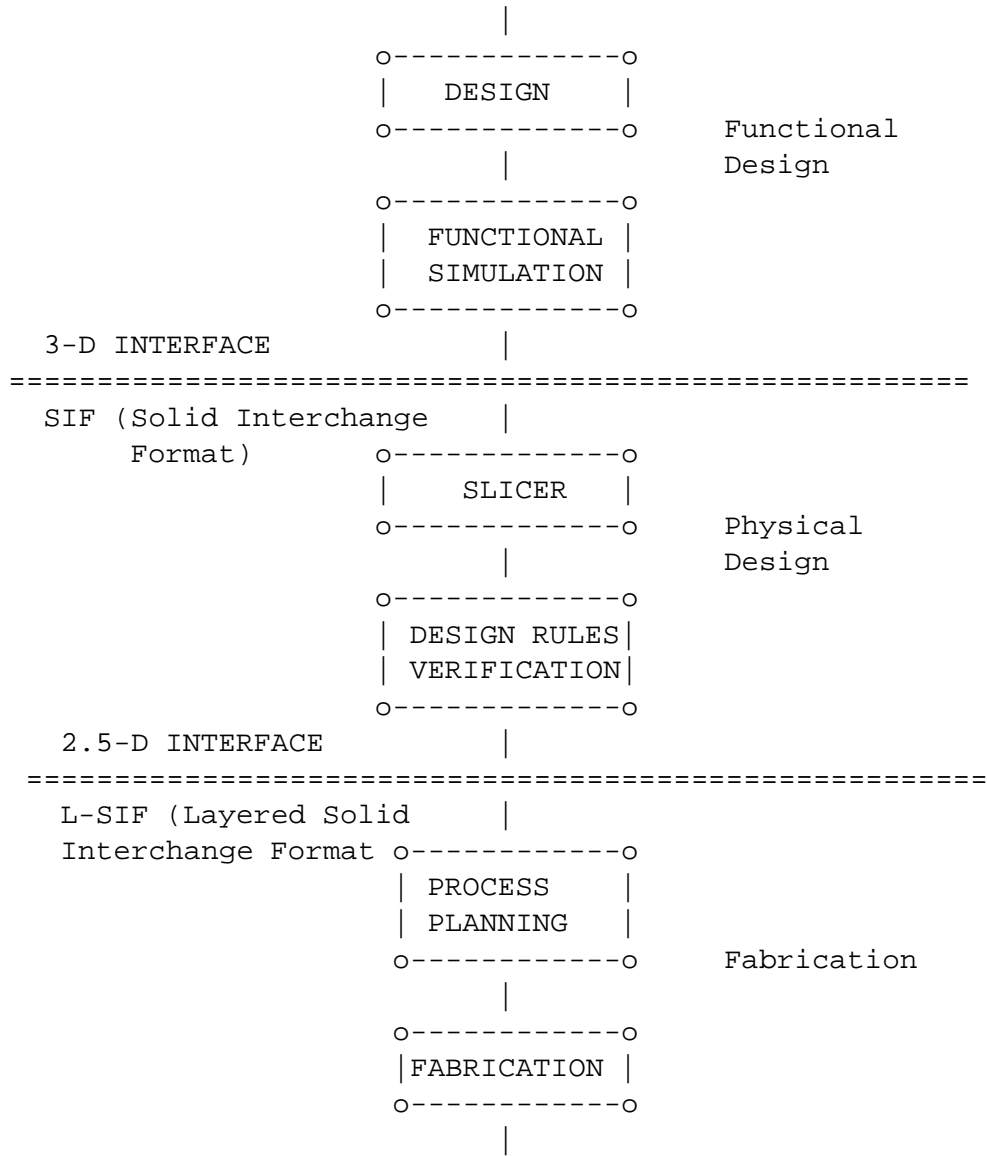 DESIGN
Functional
Design
FUNCTIONAL
SIMULATION
3-D INTERFACE
SIF (Solid Interchange
Format)
SLICER
Physical
Design
DESIGN RULES
VERIFICATION
2.5-D INTERFACE
L-SIF (Layered Solid
Interchange Format
PROCESS
PLANNING
Fabrication
FABRICATION